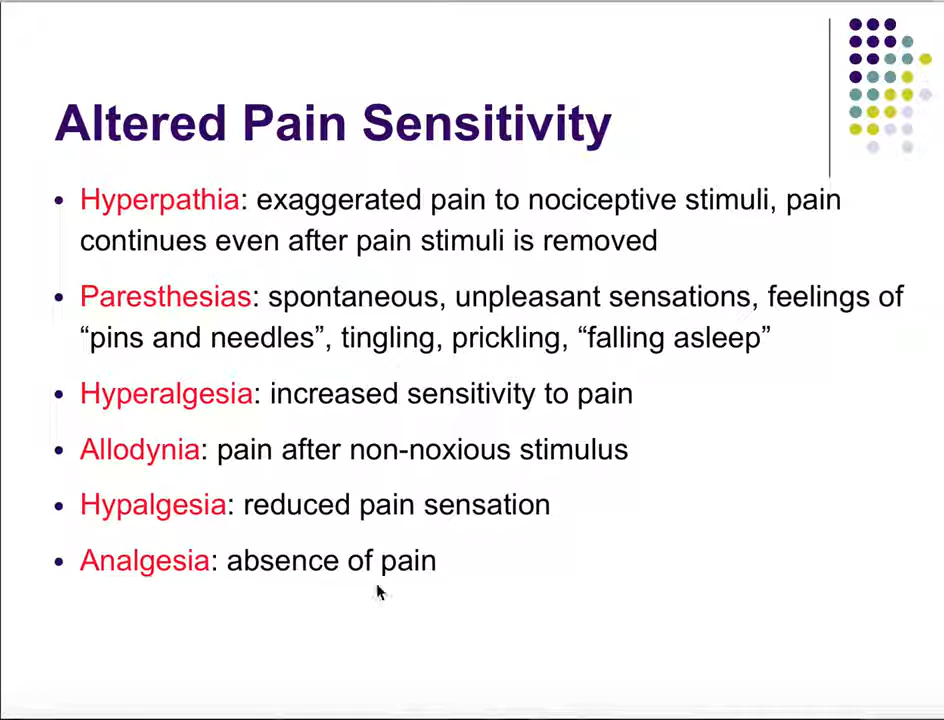 Altered Pain Sensitivity
• Hyperpathia: exaggerated pain to nociceptive stimuli, pain
continues even after pain stimuli is removed
• Paresthesias: spontaneous, unpleasant sensations, feelings of
“pins and needles”, tingling, prickling, “falling asleep”
• Hyperalgesia: increased sensitivity to pain
• Allodynia: pain after non-noxious stimulus
• Hypalgesia: reduced pain sensation
• Analgesia: absence of pain